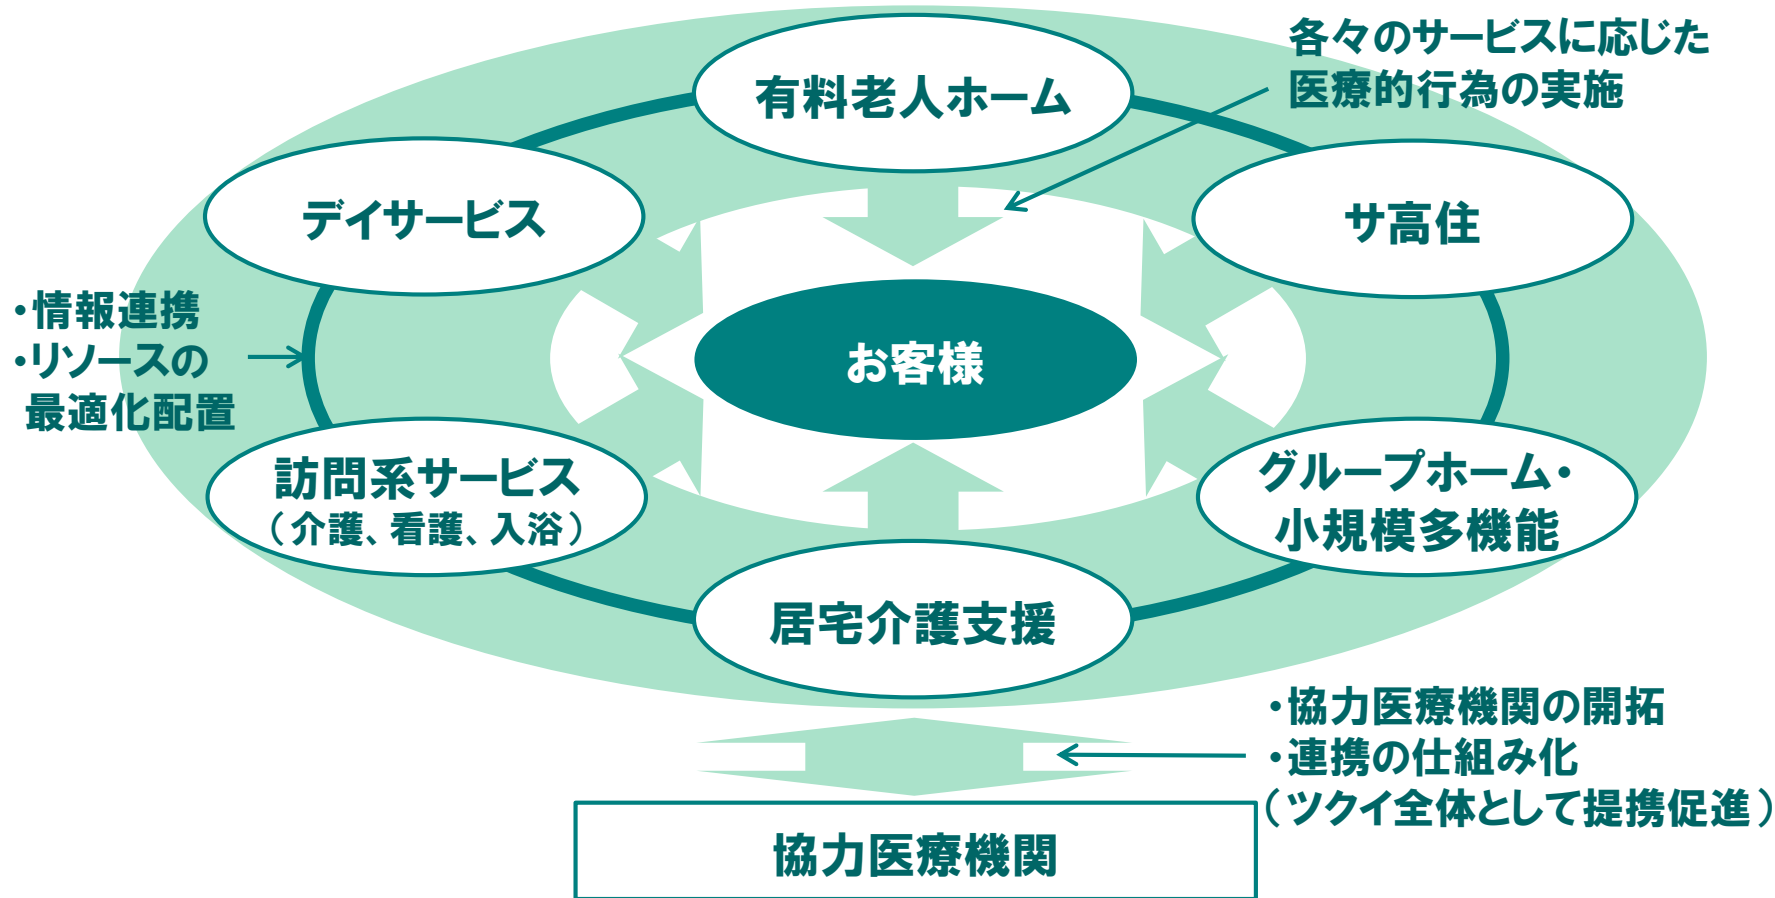 各々のサービスに応じた
医療的行為の実施
有料老人ホーム
デイサービス
サ高住
・情報連携
・リソースの
最適化配置
お客様
訪問系サービス
（介護、看護、入浴）
グループホーム・
小規模多機能
居宅介護支援
・協力医療機関の開拓
・連携の仕組み化
（ツクイ全体として提携促進）
協力医療機関